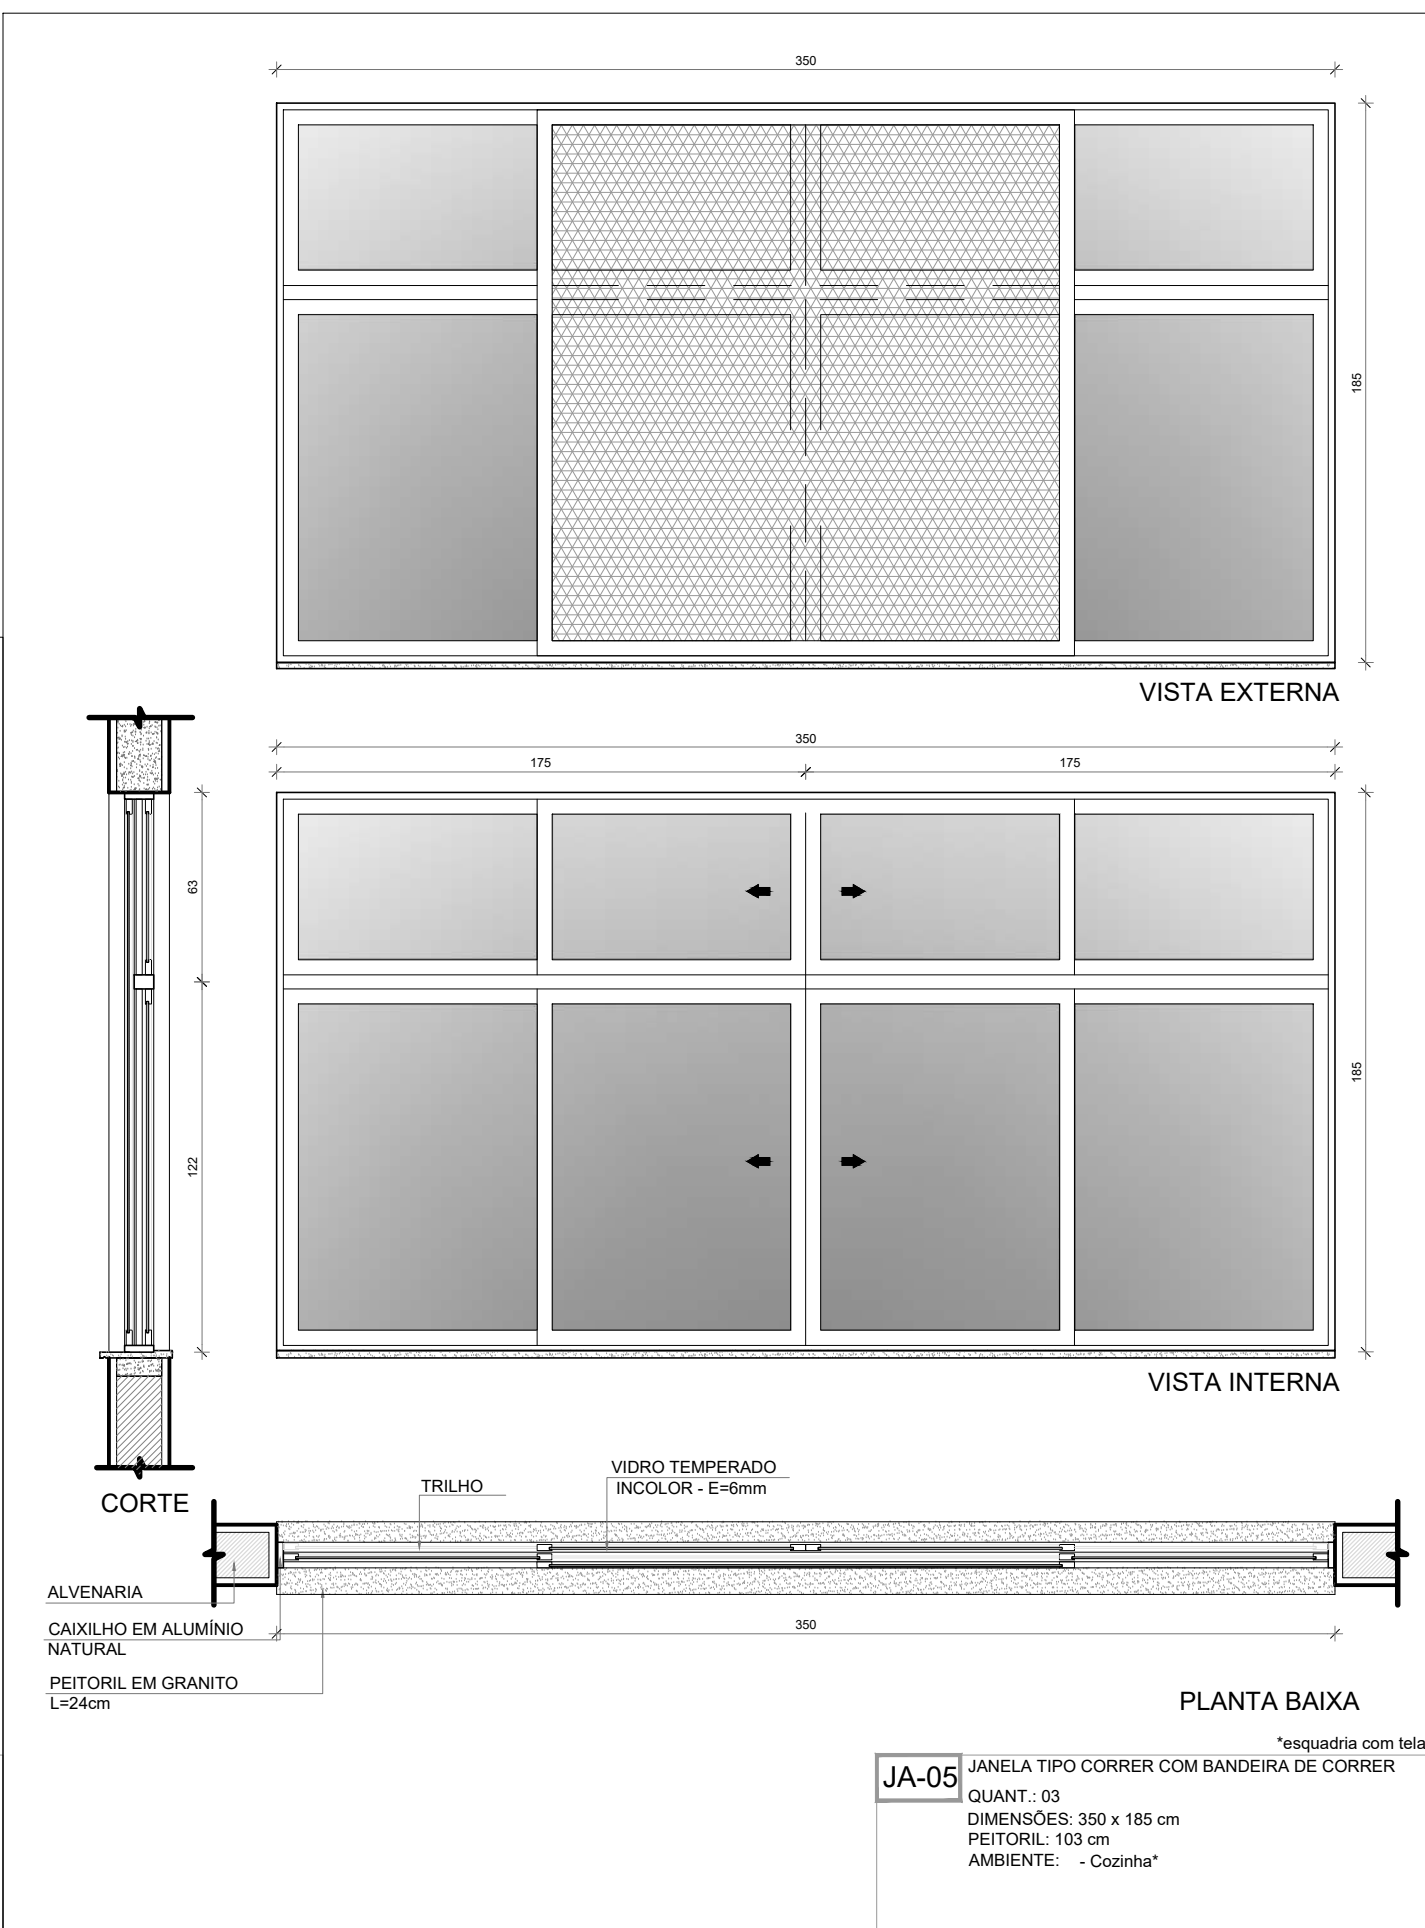 350
185
VISTA EXTERNA
350
175
175
63
122
185
VISTA INTERNA
CORTE
TRILHO
VIDRO TEMPERADO
INCOLOR - E=6mm
ALVENARIA
CAIXILHO EM ALUMÍNIO
NATURAL
PEITORIL EM GRANITO
L=24cm
350
PLANTA BAIXA
*esquadria com tela
JA-05
JANELA TIPO CORRER COM BANDEIRA DE CORRER
QUANT.: 03
DIMENSÕES: 350 x 185 cm
PEITORIL: 103 cm
AMBIENTE: - Cozinha*